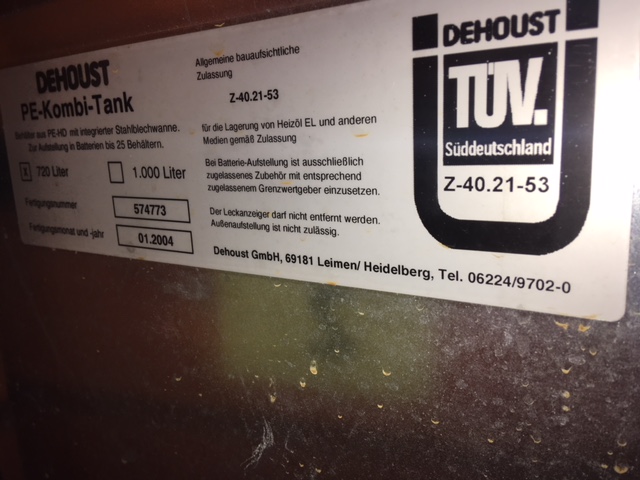 DEHOUST
PE-Kombi-Tank
Behälter aus PE-HD mit integrierter Stahlblechwanne.
Zur Aufstellung in Batterien bis 25 Behältern.
x 720 Liter 1.000 Liter
Fertigungsnummer 574773
Fertigungsmonat und -jahr 01.2004
Allgemeine bauaufsichtliche
Zulassung
Z-40.21-53
für die Lagerung von Heizöl EL und anderen
Medien gemäß Zulassung
Bei Batterie-Aufstellung ist ausschließlich
zugelassenes Zubehör mit entsprechend
zugelassenem Grenzwertgeber einzusetzen.
Der Leckanzeiger darf nicht entfernt werden.
Außenaufstellung ist nicht zulässig.
Dehoust GmbH, 69181 Leimen/ Heidelberg, Tel. 06224/9702-0
DEHOUST
TÜV.
Süddeutschland
Z-40.21-53